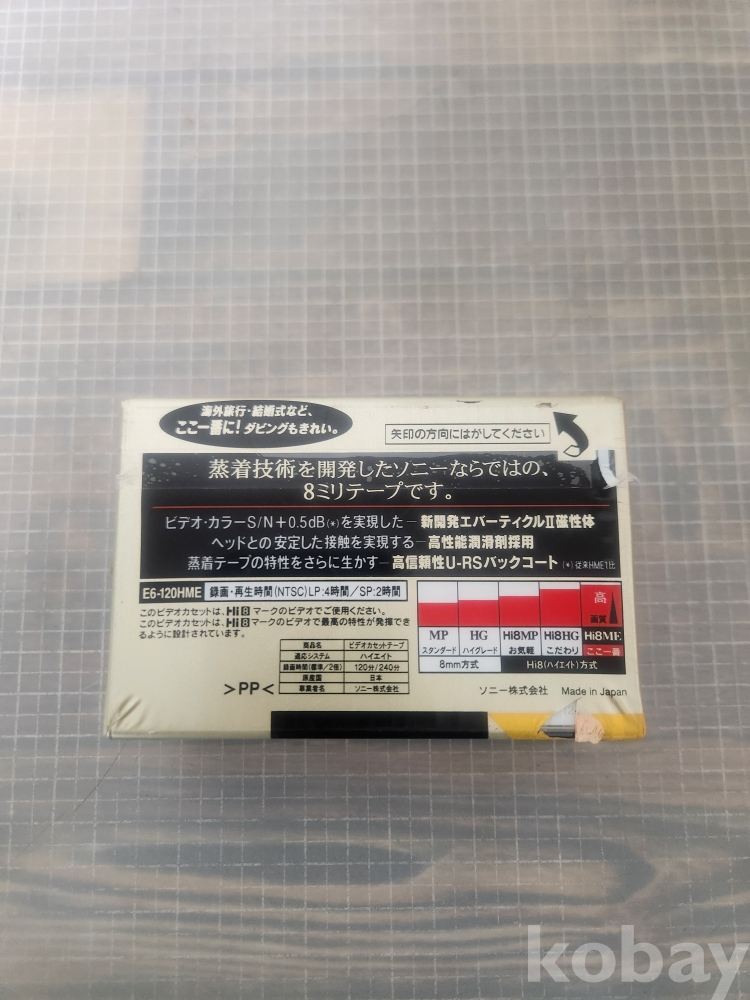 海外旅行・結婚式など、
ここ一番に! ダビングもきれい。
矢印の方向にはがしてください
蒸着技術を開発したソニーならではの、
8ミリテープです。
ビデオ・カラーS/N+0.5dB(*)を実現した―新開発エバーティクルII磁性体
ヘッドとの安定した接触を実現する―高性能潤滑剤採用
蒸着テープの特性をさらに生かす―高信頼性U-RSバックコート (*)従来HME1比
E6-120HME 録画・再生時間(NTSC)LP:4時間/SP:2時間
このビデオカセットは、Hi8マークのビデオでご使用ください。
このビデオカセットは、Hi8マークのビデオで最高の特性が発揮でき
るように設計されています。
高
画質
MP HG Hi8MP Hi8HG Hi8ME
スタンダード ハイグレード お気軽 こだわり ここ一番
8mm方式 Hi8(ハイエイト)方式
商品名 ビデオカセットテープ
適応システム ハイエイト
録画時間(標準/2倍) 120分/240分
原産国 日本
事業者名 ソニー株式会社
>PP<
ソニー株式会社 Made in Japan
kobay